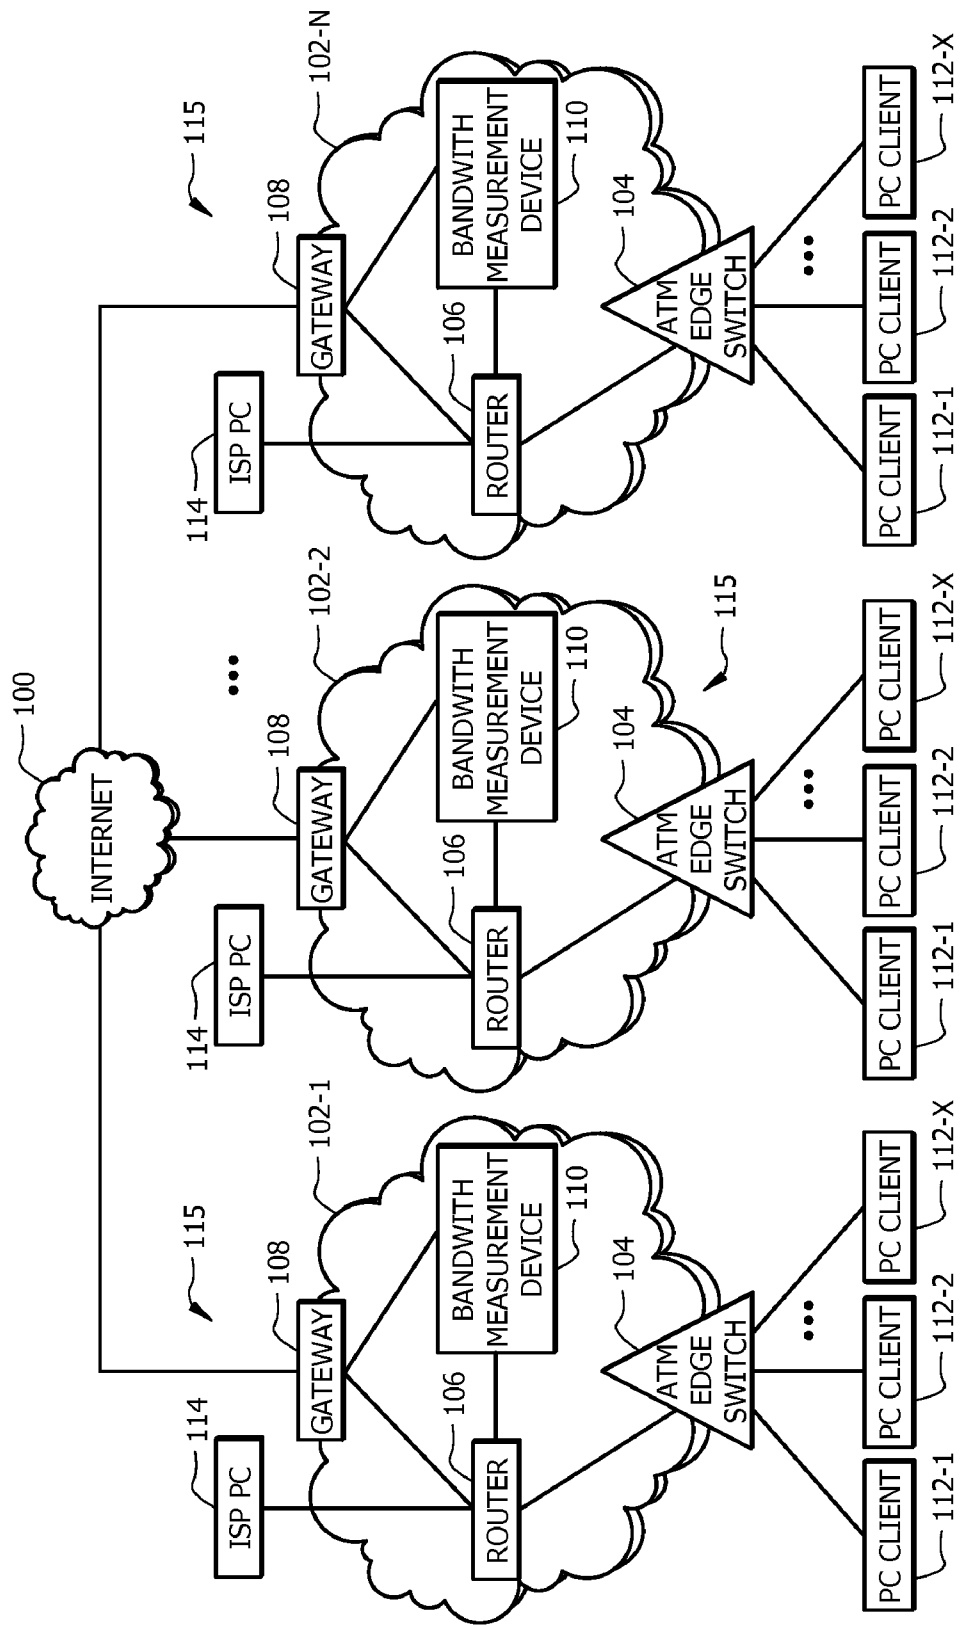 100
INTERNET
115
115
114
ISP PC
108
GATEWAY
102-1
114
ISP PC
108
GATEWAY
102-2
114
ISP PC
108
GATEWAY
102-N
106
ROUTER
BANDWITH
MEASUREMENT
DEVICE
110
106
ROUTER
BANDWITH
MEASUREMENT
DEVICE
110
106
ROUTER
BANDWITH
MEASUREMENT
DEVICE
110
104
ATM
EDGE
SWITCH
104
ATM
EDGE
SWITCH
115
104
ATM
EDGE
SWITCH
PC CLIENT
112-1
PC CLIENT
112-2
PC CLIENT
112-X
PC CLIENT
112-1
PC CLIENT
112-2
PC CLIENT
112-X
PC CLIENT
112-1
PC CLIENT
112-2
PC CLIENT
112-X